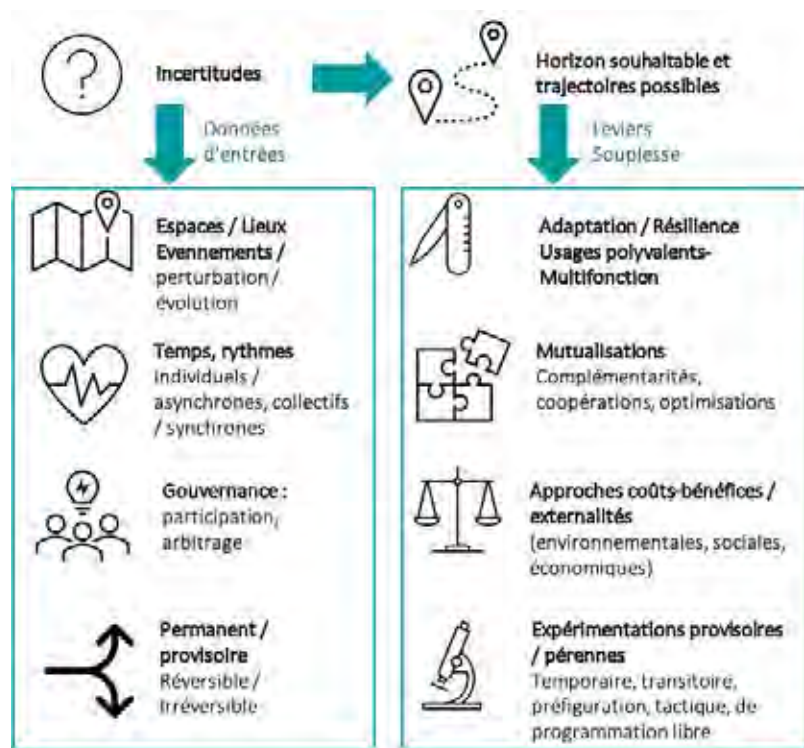 ?
Incertitudes
Horizon souhaitable et
trajectoires possibles
Données
d'entrées
Leviers
Souplesse
Espaces / Lieux
Evennements /
perturbation /
évolution
Temps, rythmes
Individuels /
asynchrones, collectifs
/ synchrones
Gouvernance :
participation,
arbitrage
Permanent /
provisoire
Réversible /
Irréversible
Adaptation / Résilience
Usages polyvalents-
Multifonction
Mutualisations
Complémentarités,
coopérations, optimisations
Approches coûts-bénéfices /
externalités
(environnementales, sociales,
économiques)
Expérimentations provisoires
/ pérennes
Temporaire, transitoire,
préfiguration, tactique, de
programmation libre